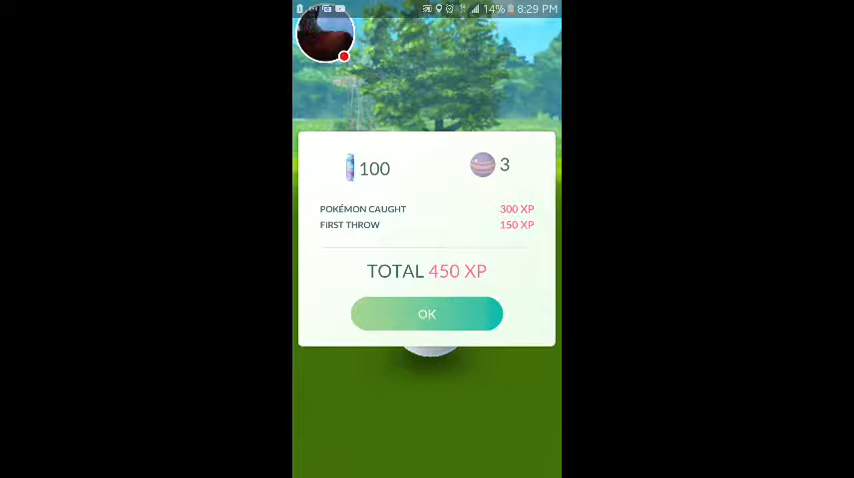 14% 8:29 PM
100 3
POKÉMON CAUGHT 300 XP
FIRST THROW 150 XP
TOTAL 450 XP
OK